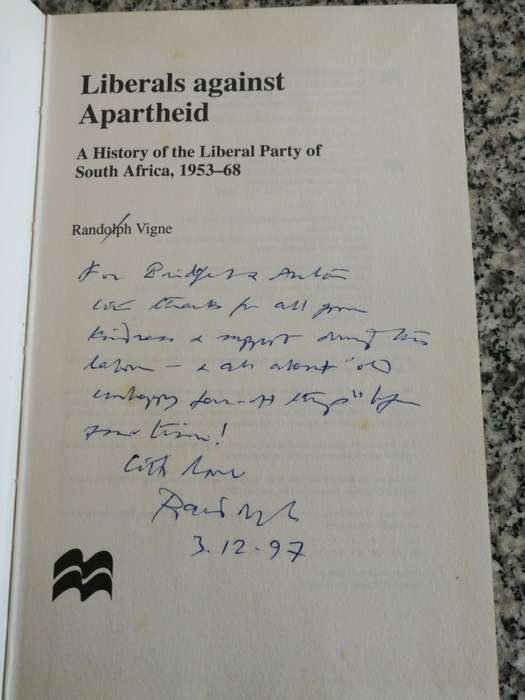 Liberals against
Apartheid
A History of the Liberal Party of
South Africa, 1953–68
Randolph Vigne
For Bridget & Anton
with thanks for all your
kindness & support during this
labour – & all about "old
unhappy far-off things" before
your time!
With love
Randolph
3.12.97